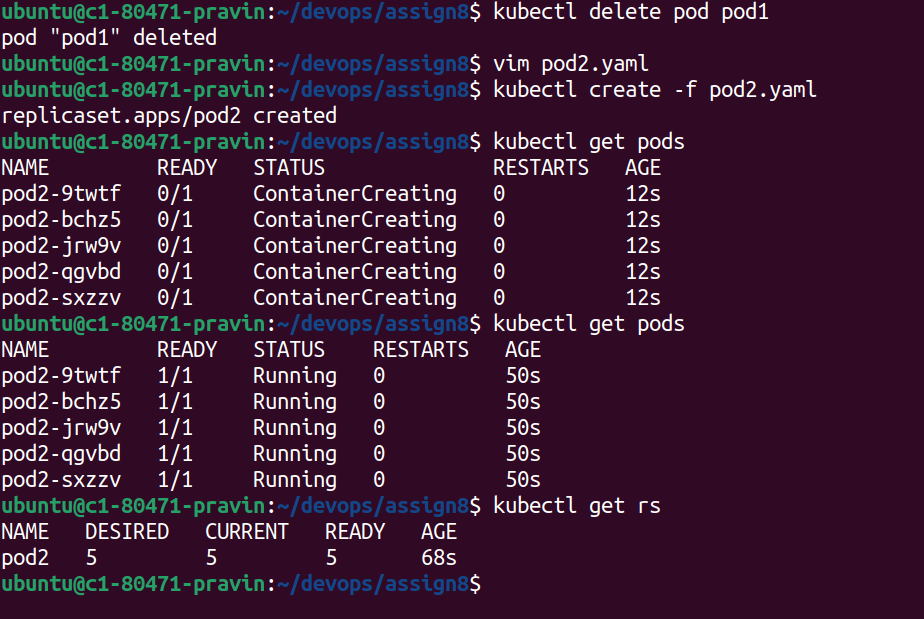 ubuntu@c1-80471-pravin:~/devops/assign8$ kubectl delete pod pod1
pod "pod1" deleted
ubuntu@c1-80471-pravin:~/devops/assign8$ vim pod2.yaml
ubuntu@c1-80471-pravin:~/devops/assign8$ kubectl create -f pod2.yaml
replicaset.apps/pod2 created
ubuntu@c1-80471-pravin:~/devops/assign8$ kubectl get pods
NAME         READY   STATUS              RESTARTS   AGE
pod2-9twtf   0/1     ContainerCreating   0          12s
pod2-bchz5   0/1     ContainerCreating   0          12s
pod2-jrw9v   0/1     ContainerCreating   0          12s
pod2-qgvbd   0/1     ContainerCreating   0          12s
pod2-sxzzv   0/1     ContainerCreating   0          12s
ubuntu@c1-80471-pravin:~/devops/assign8$ kubectl get pods
NAME         READY   STATUS    RESTARTS   AGE
pod2-9twtf   1/1     Running   0          50s
pod2-bchz5   1/1     Running   0          50s
pod2-jrw9v   1/1     Running   0          50s
pod2-qgvbd   1/1     Running   0          50s
pod2-sxzzv   1/1     Running   0          50s
ubuntu@c1-80471-pravin:~/devops/assign8$ kubectl get rs
NAME   DESIRED   CURRENT   READY   AGE
pod2   5         5         5       68s
ubuntu@c1-80471-pravin:~/devops/assign8$